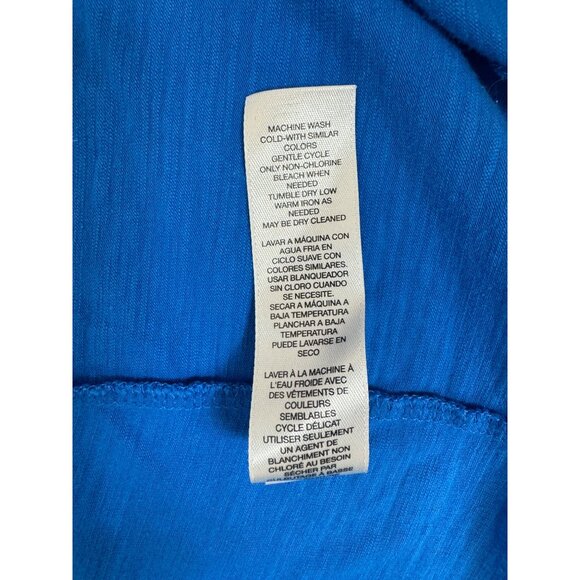 MACHINE WASH
COLD-WITH SIMILAR
COLORS
GENTLE CYCLE
ONLY NON-CHLORINE
BLEACH WHEN
NEEDED
TUMBLE DRY LOW
WARM IRON AS
NEEDED
MAY BE DRY CLEANED
LAVAR A MÁQUINA CON
AGUA FRIA EN
CICLO SUAVE CON
COLORES SIMILARES.
USAR BLANQUEADOR
SIN CLORO CUANDO
SE NECESITE.
SECAR A MÁQUINA A
BAJA TEMPERATURA
PLANCHAR A BAJA
TEMPERATURA
PUEDE LAVARSE EN
SECO
LAVER À LA MACHINE À
L'EAU FROIDE AVEC
DES VÊTEMENTS DE
COULEURS
SEMBLABLES
CYCLE DÉLICAT
UTILISER SEULEMENT
UN AGENT DE
BLANCHIMENT NON
CHLORÉ AU BESOIN
SÉCHER PAR
CULBUTAGE À BASSE